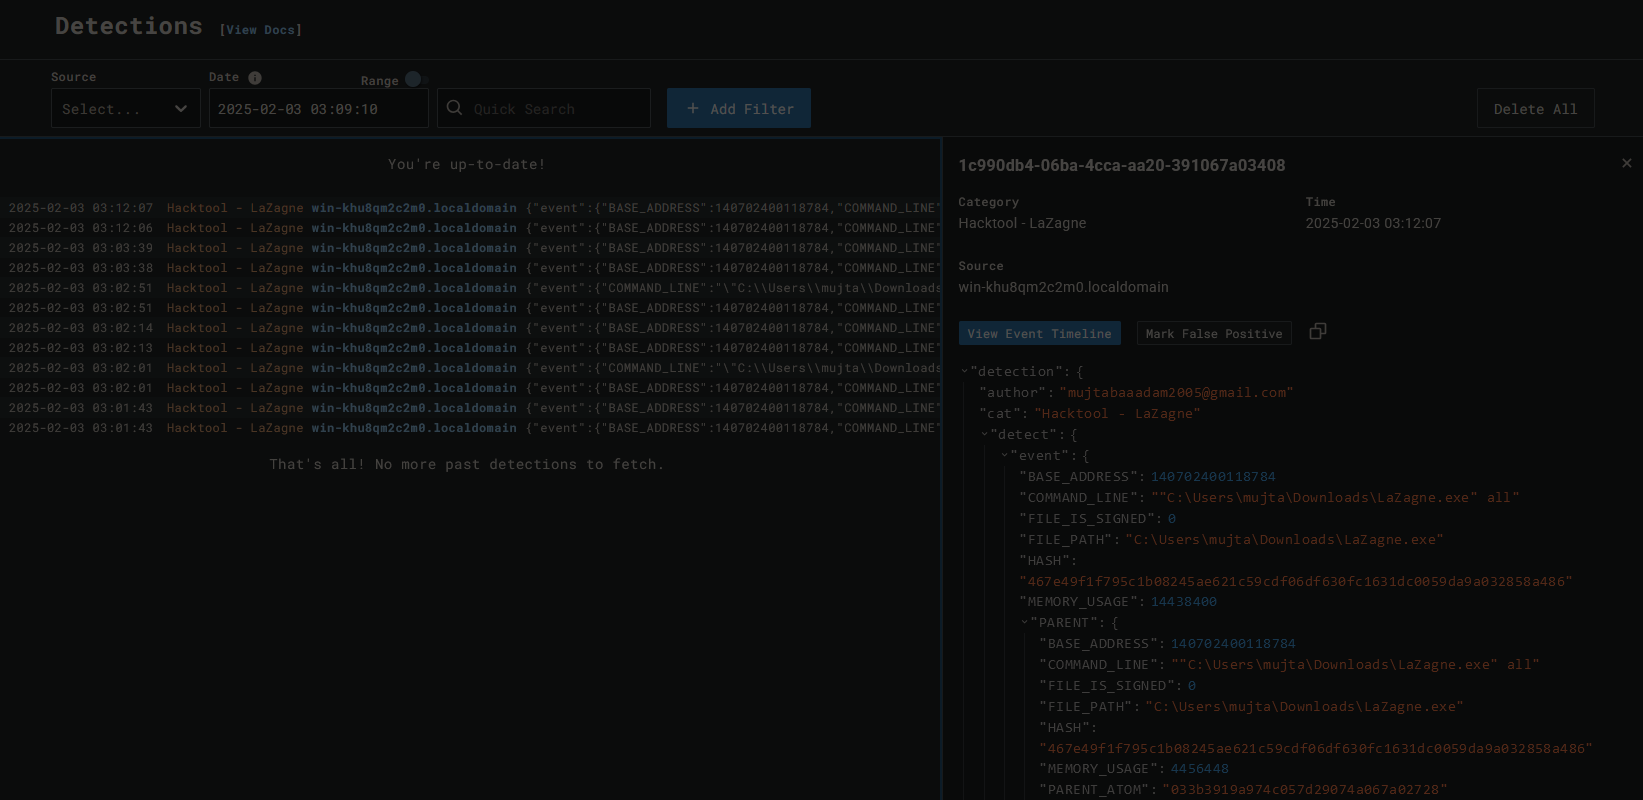 Detections [View Docs]
Source
Date
Range
Select...
2025-02-03 03:09:10
Quick Search
+ Add Filter
Delete All
You're up-to-date!
2025-02-03 03:12:07 Hacktool - LaZagne win-khu8qm2c2m0.localdomain {"event":{"BASE_ADDRESS":140702400118784,"COMMAND_LINE"
2025-02-03 03:12:06 Hacktool - LaZagne win-khu8qm2c2m0.localdomain {"event":{"BASE_ADDRESS":140702400118784,"COMMAND_LINE"
2025-02-03 03:03:39 Hacktool - LaZagne win-khu8qm2c2m0.localdomain {"event":{"BASE_ADDRESS":140702400118784,"COMMAND_LINE"
2025-02-03 03:03:38 Hacktool - LaZagne win-khu8qm2c2m0.localdomain {"event":{"BASE_ADDRESS":140702400118784,"COMMAND_LINE"
2025-02-03 03:02:51 Hacktool - LaZagne win-khu8qm2c2m0.localdomain {"event":{"COMMAND_LINE":"\"C:\\Users\\mujta\\Downloads
2025-02-03 03:02:51 Hacktool - LaZagne win-khu8qm2c2m0.localdomain {"event":{"BASE_ADDRESS":140702400118784,"COMMAND_LINE"
2025-02-03 03:02:14 Hacktool - LaZagne win-khu8qm2c2m0.localdomain {"event":{"BASE_ADDRESS":140702400118784,"COMMAND_LINE"
2025-02-03 03:02:13 Hacktool - LaZagne win-khu8qm2c2m0.localdomain {"event":{"BASE_ADDRESS":140702400118784,"COMMAND_LINE"
2025-02-03 03:02:01 Hacktool - LaZagne win-khu8qm2c2m0.localdomain {"event":{"COMMAND_LINE":"\"C:\\Users\\mujta\\Downloads
2025-02-03 03:02:01 Hacktool - LaZagne win-khu8qm2c2m0.localdomain {"event":{"BASE_ADDRESS":140702400118784,"COMMAND_LINE"
2025-02-03 03:01:43 Hacktool - LaZagne win-khu8qm2c2m0.localdomain {"event":{"BASE_ADDRESS":140702400118784,"COMMAND_LINE"
2025-02-03 03:01:43 Hacktool - LaZagne win-khu8qm2c2m0.localdomain {"event":{"BASE_ADDRESS":140702400118784,"COMMAND_LINE"
That's all! No more past detections to fetch.
1c990db4-06ba-4cca-aa20-391067a03408
Category
Time
Hacktool - LaZagne
2025-02-03 03:12:07
Source
win-khu8qm2c2m0.localdomain
View Event Timeline
Mark False Positive
"detection": {
"author": "mujtabaaadam2005@gmail.com"
"cat": "Hacktool - LaZagne"
"detect": {
"event": {
"BASE_ADDRESS": 140702400118784
"COMMAND_LINE": ""C:\Users\mujta\Downloads\LaZagne.exe" all"
"FILE_IS_SIGNED": 0
"FILE_PATH": "C:\Users\mujta\Downloads\LaZagne.exe"
"HASH":
"467e49f1f795c1b08245ae621c59cdf06df630fc1631dc0059da9a032858a486"
"MEMORY_USAGE": 14438400
"PARENT": {
"BASE_ADDRESS": 140702400118784
"COMMAND_LINE": ""C:\Users\mujta\Downloads\LaZagne.exe" all"
"FILE_IS_SIGNED": 0
"FILE_PATH": "C:\Users\mujta\Downloads\LaZagne.exe"
"HASH":
"467e49f1f795c1b08245ae621c59cdf06df630fc1631dc0059da9a032858a486"
"MEMORY_USAGE": 4456448
"PARENT_ATOM": "033b3919a974c057d29074a067a02728"